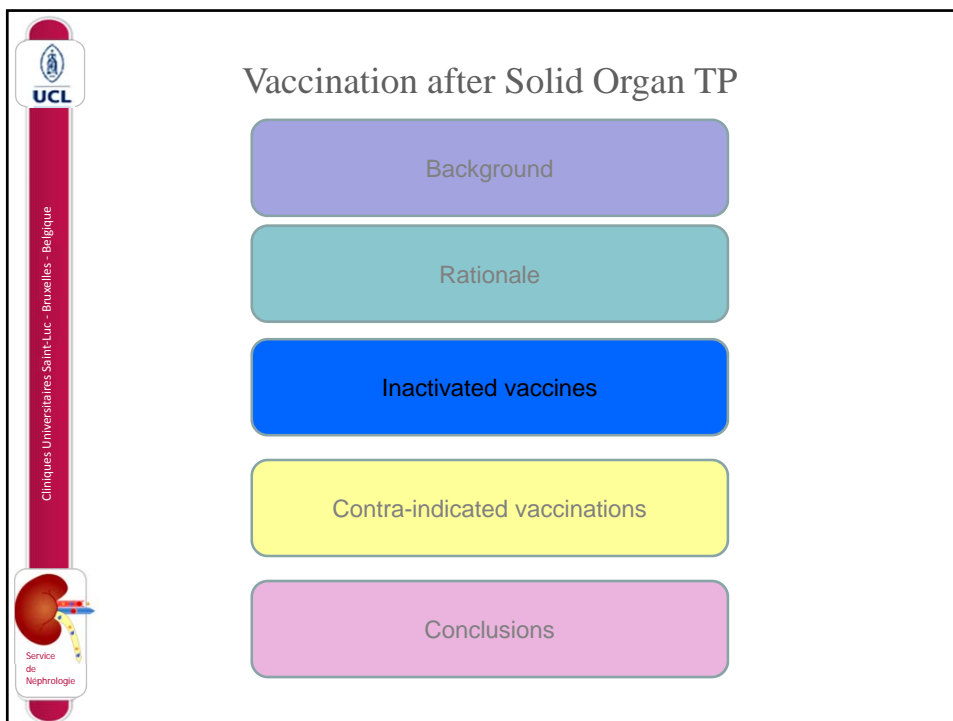 UCL
Cliniques Universitaires Saint-Luc - Bruxelles - Belgique
Service
de
Néphrologie
Vaccination after Solid Organ TP
Background
Rationale
Inactivated vaccines
Contra-indicated vaccinations
Conclusions